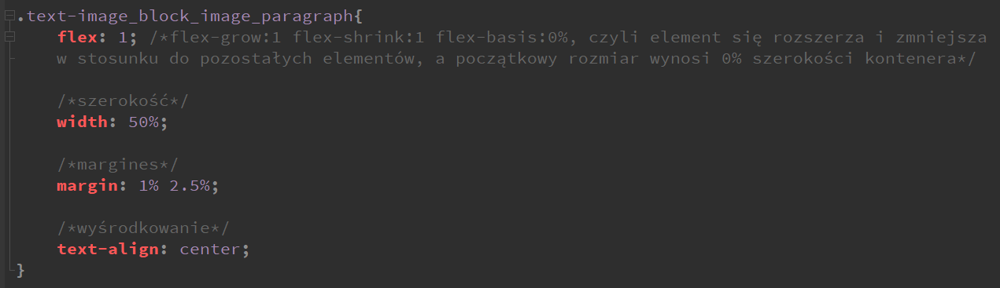 .text-image_block_image_paragraph{
flex: 1; /*flex-grow:1 flex-shrink:1 flex-basis:0%, czyli element się rozszerza i zmniejsza
w stosunku do pozostałych elementów, a początkowy rozmiar wynosi 0% szerokości kontenera*/
/*szerokość*/
width: 50%;
/*margines*/
margin: 1% 2.5%;
/*wyśrodkowanie*/
text-align: center;
}